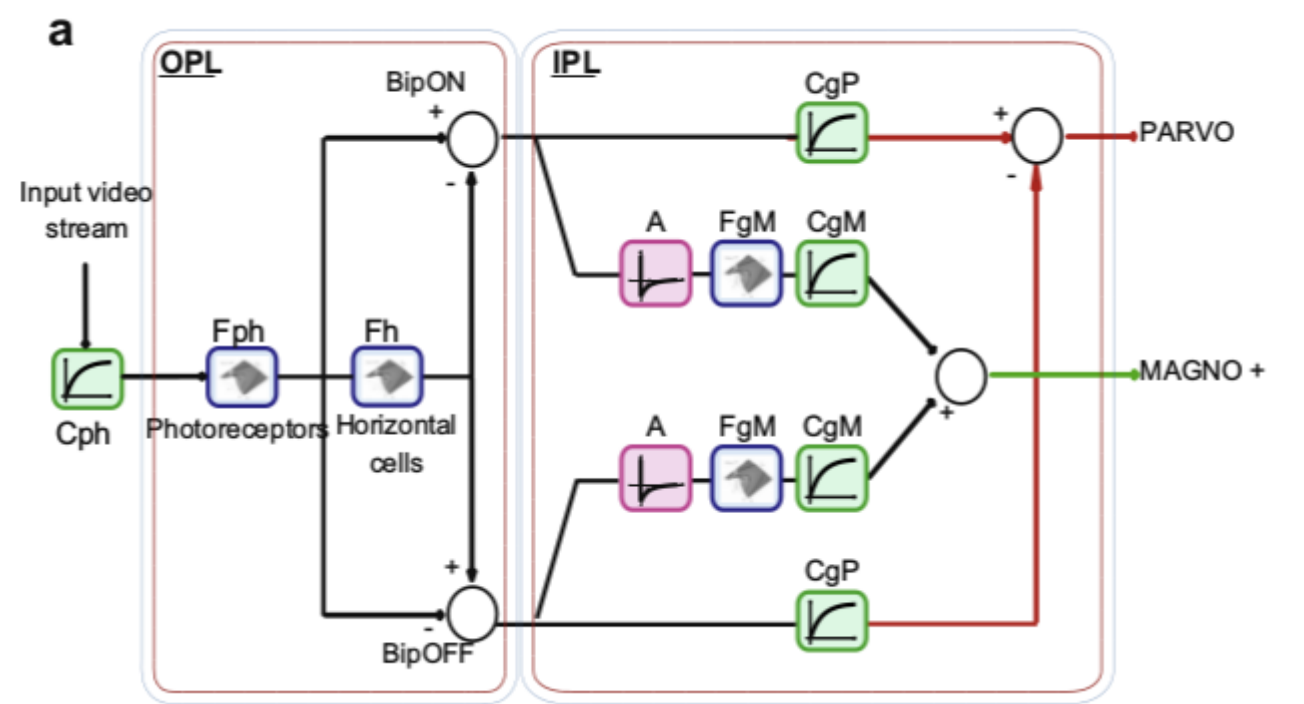 a
OPL
IPL
BipON
CgP
+
+
PARVO
-
-
Input video
stream
A
FgM
CgM
Fph
Fh
MAGNO +
Cph
Photoreceptors
Horizontal
cells
+
A
FgM
CgM
+
CgP
-
BipOFF